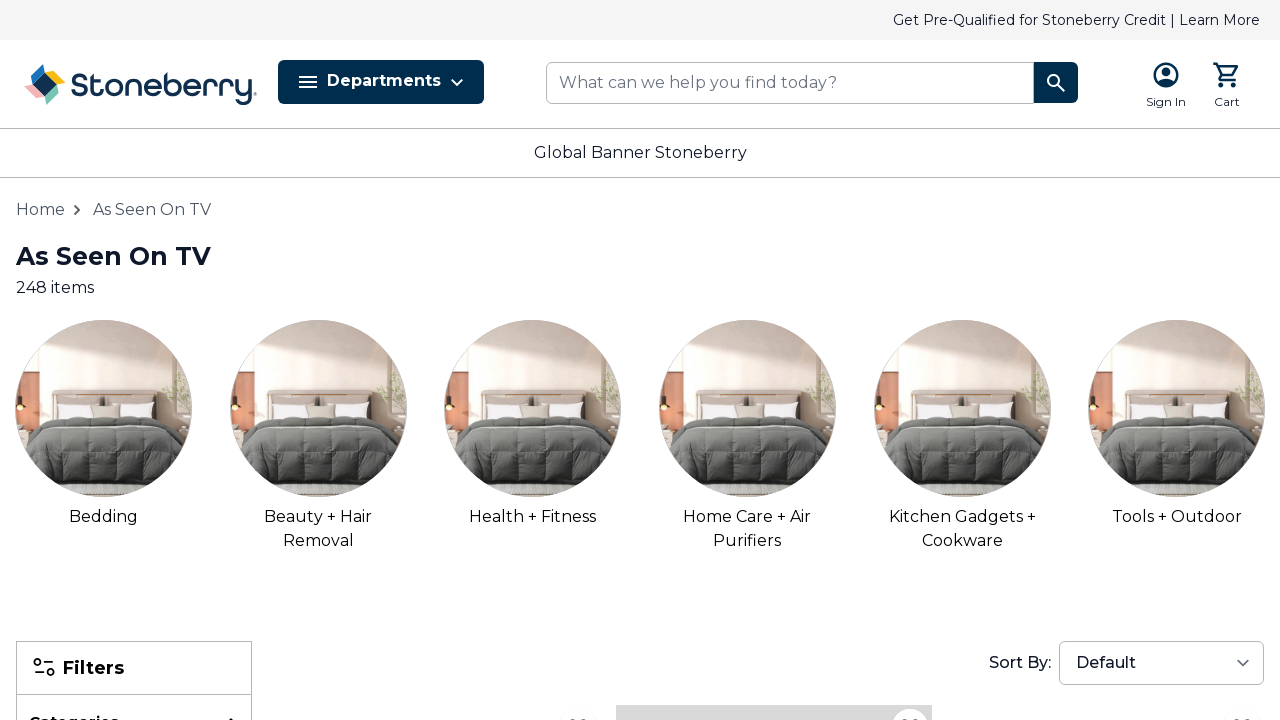 Get Pre-Qualified for Stoneberry Credit | Learn More
Stoneberry
Departments
What can we help you find today?
Sign In
Cart
Global Banner Stoneberry
Home
As Seen On TV
As Seen On TV
248 items
Bedding
Beauty + Hair
Removal
Health + Fitness
Home Care + Air
Purifiers
Kitchen Gadgets +
Cookware
Tools + Outdoor
Filters
Sort By:
Default
Categories